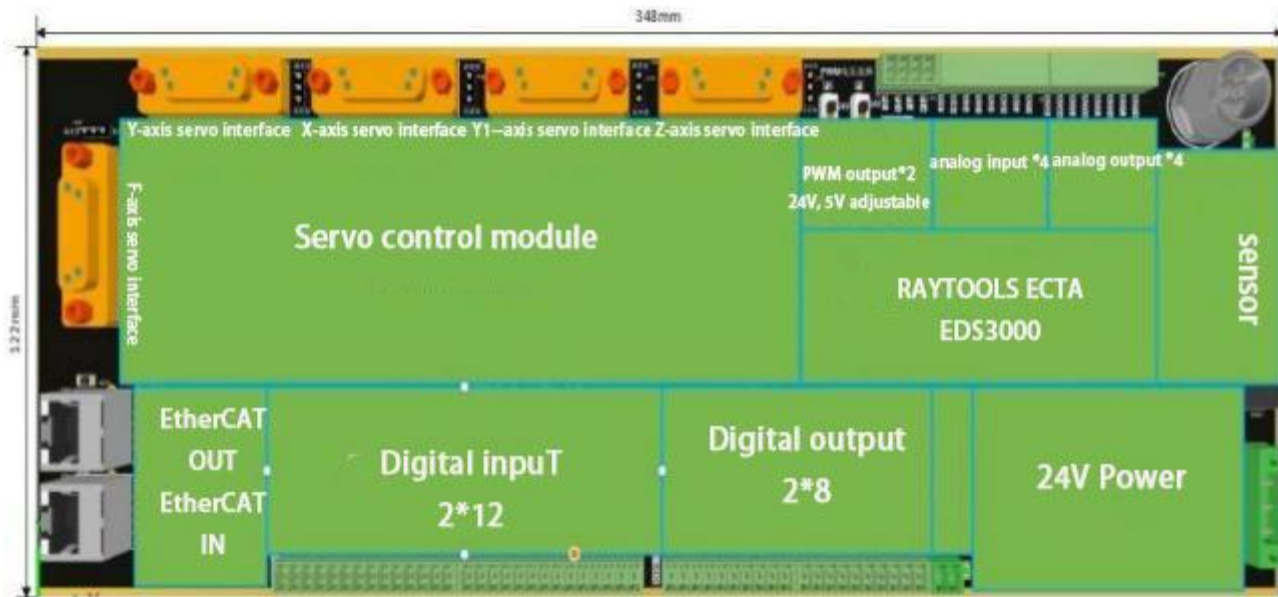 348mm
122mm
PWM
Y-axis servo interface
X-axis servo interface
Y1--axis servo interface
Z-axis servo interface
F-axis servo interface
Servo control module
PWM output*2
24V, 5V adjustable
analog input *4
analog output *4
RAYTOOLS ECTA
EDS3000
sensor
EtherCAT
OUT
EtherCAT
IN
Digital inpuT
2*12
Digital output
2*8
24V Power